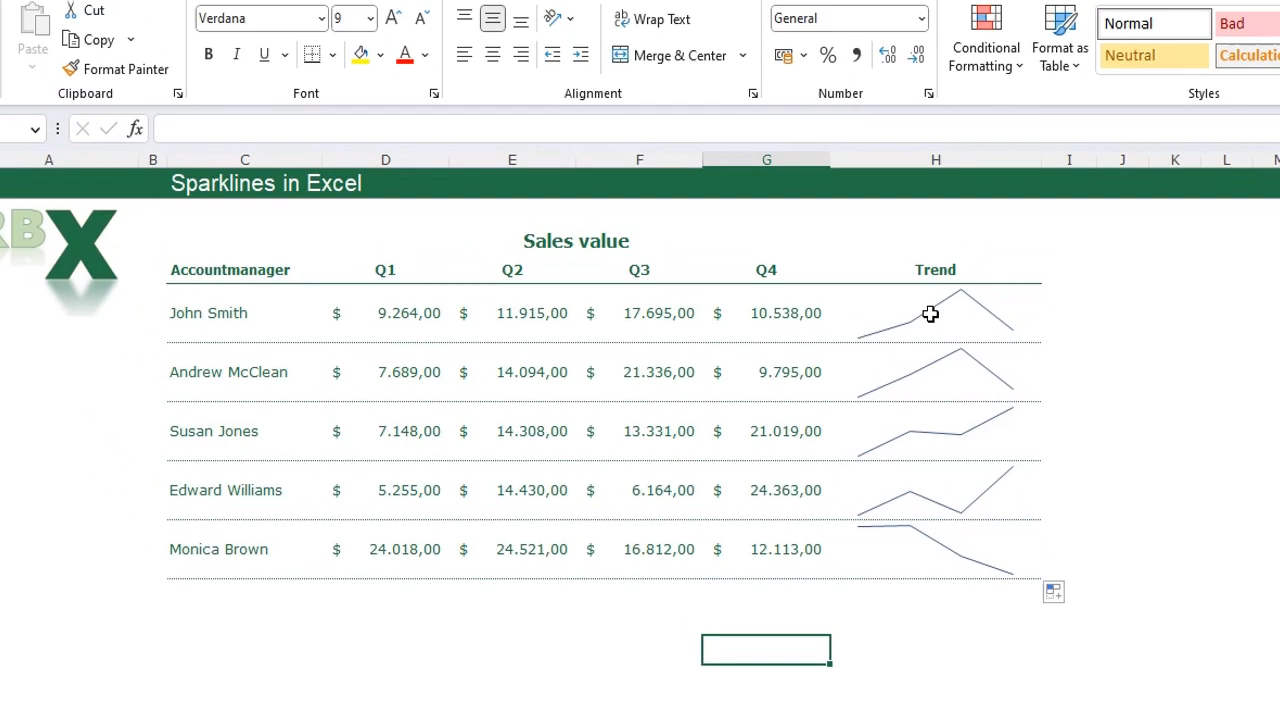 Cut
Verdana 9 A A Wrap Text General Normal Bad
Paste Copy Conditional Formatting Format as Table
Format Painter B I U A Merge & Center % Neutral Calculati
Clipboard Font Alignment Number Styles
fx
A B C D E F G H I J K L M
Sparklines in Excel
RBX
Sales value
Accountmanager Q1 Q2 Q3 Q4 Trend
John Smith $ 9.264,00 $ 11.915,00 $ 17.695,00 $ 10.538,00
Andrew McClean $ 7.689,00 $ 14.094,00 $ 21.336,00 $ 9.795,00
Susan Jones $ 7.148,00 $ 14.308,00 $ 13.331,00 $ 21.019,00
Edward Williams $ 5.255,00 $ 14.430,00 $ 6.164,00 $ 24.363,00
Monica Brown $ 24.018,00 $ 24.521,00 $ 16.812,00 $ 12.113,00